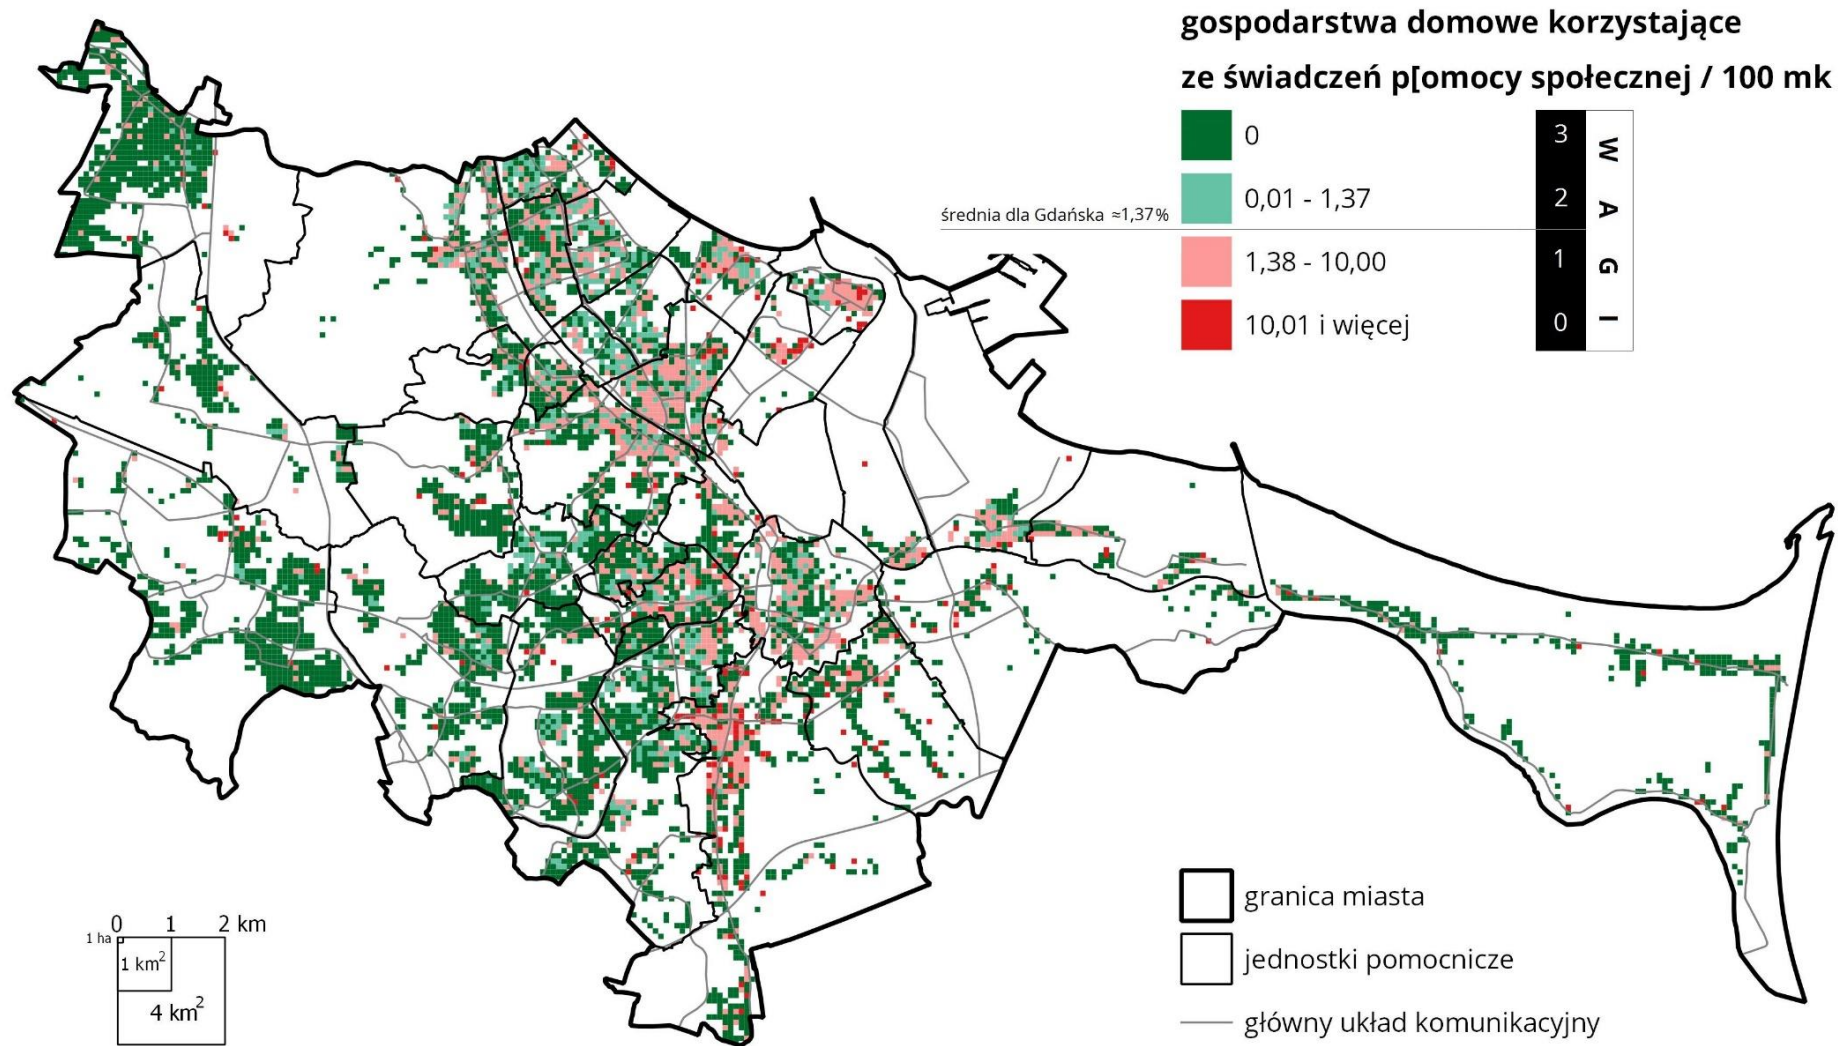 gospodarstwa domowe korzystające
ze świadczeń p[omocy społecznej / 100 mk
0
3
0,01 - 1,37
2
średnia dla Gdańska ≈1,37%
1,38 - 10,00
1
10,01 i więcej
0
WAGI
granica miasta
jednostki pomocnicze
główny układ komunikacyjny
0 1 2 km
1 ha
1 km²
4 km²